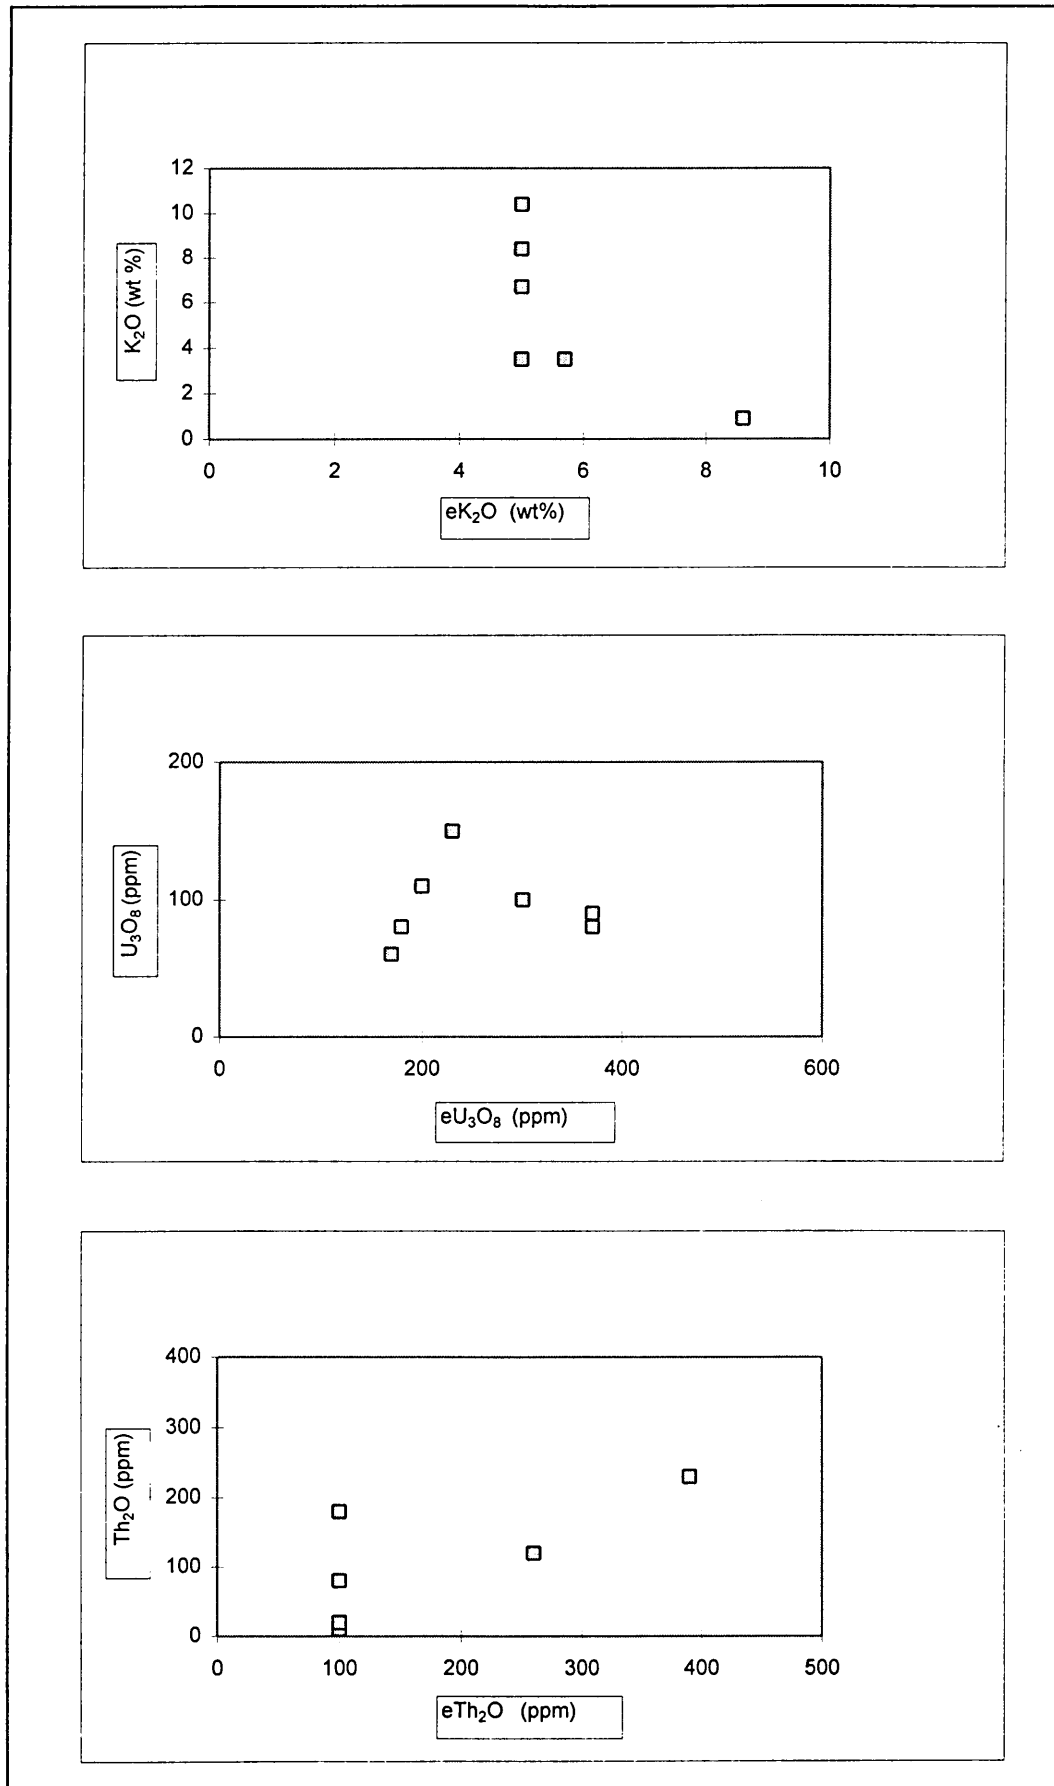 12
10
8
6
4
2
0
K₂O (wt %)
0 2 4 6 8 10
eK₂O (wt%)
200
100
0
U₃O₈ (ppm)
0 200 400 600
eU₃O₈ (ppm)
400
300
200
100
0
Th₂O (ppm)
0 100 200 300 400 500
eTh₂O (ppm)